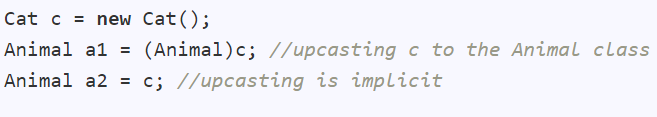 Cat c = new Cat();
Animal a1 = (Animal)c; //upcasting c to the Animal class
Animal a2 = c; //upcasting is implicit